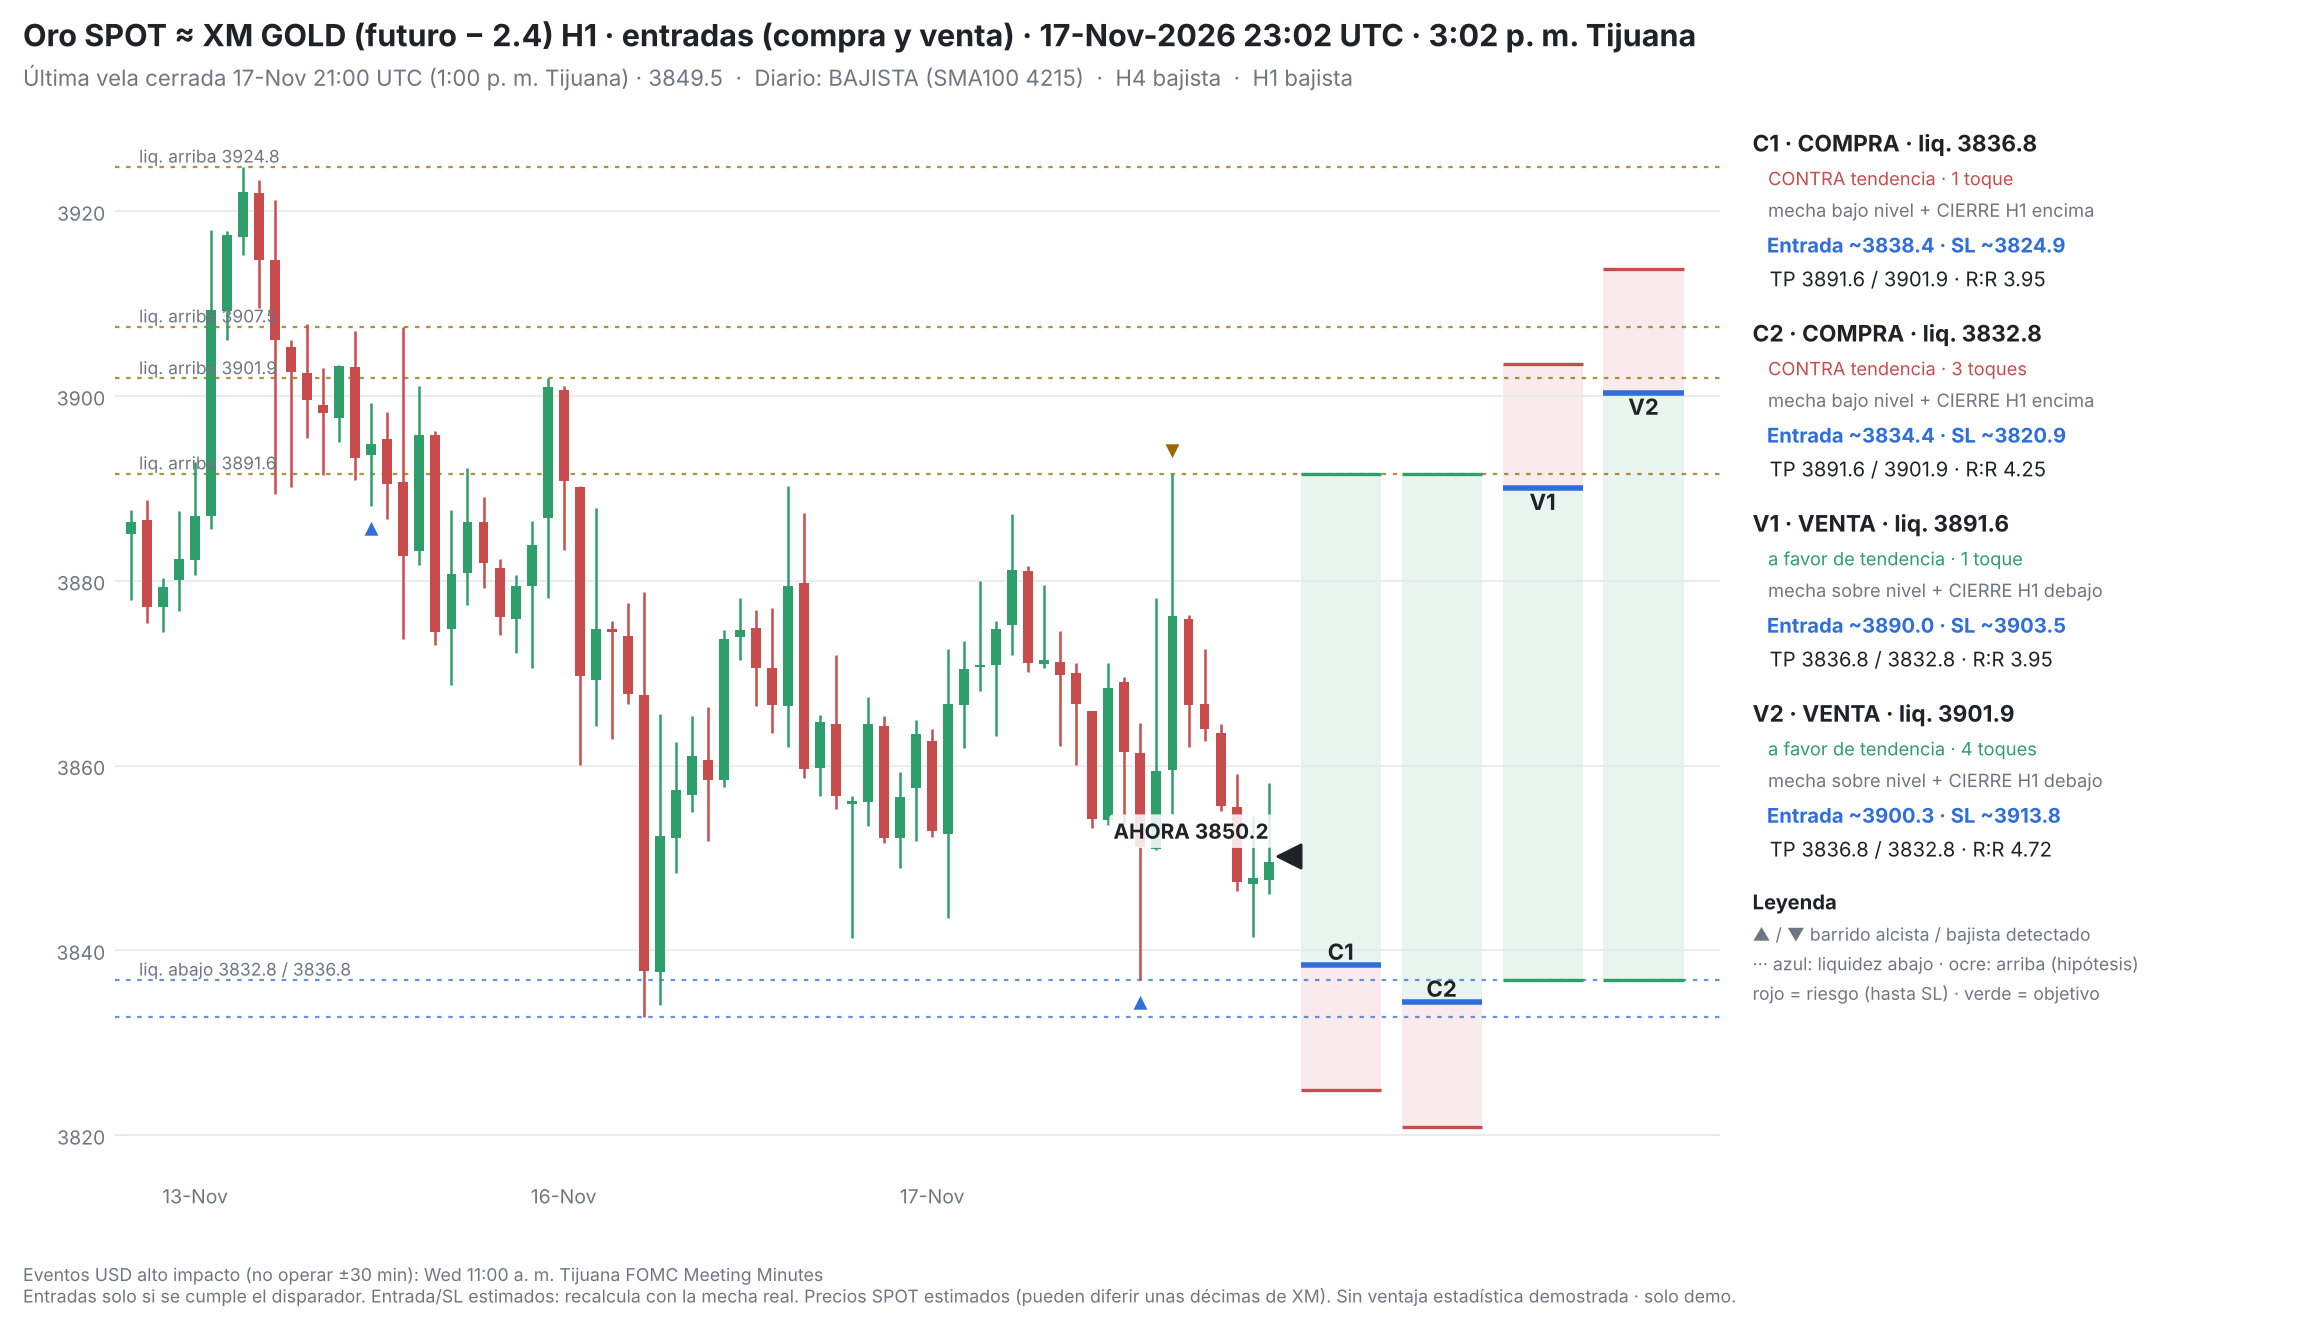 Oro SPOT ≈ XM GOLD (futuro − 2.4) H1 · entradas (compra y venta) · 17-Nov-2026 23:02 UTC · 3:02 p. m. Tijuana
Última vela cerrada 17-Nov 21:00 UTC (1:00 p. m. Tijuana) · 3849.5 · Diario: BAJISTA (SMA100 4215) · H4 bajista · H1 bajista
liq. arriba 3924.8
3920
liq. arriba 3907.5
liq. arriba 3901.9
3900
V2
liq. arriba 3891.6
V1
3880
3860
AHORA 3850.2
3840
C1
liq. abajo 3832.8 / 3836.8
C2
3820
13-Nov
16-Nov
17-Nov
C1 · COMPRA · liq. 3836.8
CONTRA tendencia · 1 toque
mecha bajo nivel + CIERRE H1 encima
Entrada ~3838.4 · SL ~3824.9
TP 3891.6 / 3901.9 · R:R 3.95
C2 · COMPRA · liq. 3832.8
CONTRA tendencia · 3 toques
mecha bajo nivel + CIERRE H1 encima
Entrada ~3834.4 · SL ~3820.9
TP 3891.6 / 3901.9 · R:R 4.25
V1 · VENTA · liq. 3891.6
a favor de tendencia · 1 toque
mecha sobre nivel + CIERRE H1 debajo
Entrada ~3890.0 · SL ~3903.5
TP 3836.8 / 3832.8 · R:R 3.95
V2 · VENTA · liq. 3901.9
a favor de tendencia · 4 toques
mecha sobre nivel + CIERRE H1 debajo
Entrada ~3900.3 · SL ~3913.8
TP 3836.8 / 3832.8 · R:R 4.72
Leyenda
▲ / ▼ barrido alcista / bajista detectado
··· azul: liquidez abajo · ocre: arriba (hipótesis)
rojo = riesgo (hasta SL) · verde = objetivo
Eventos USD alto impacto (no operar ±30 min): Wed 11:00 a. m. Tijuana FOMC Meeting Minutes
Entradas solo si se cumple el disparador. Entrada/SL estimados: recalcula con la mecha real. Precios SPOT estimados (pueden diferir unas décimas de XM). Sin ventaja estadística demostrada · solo demo.